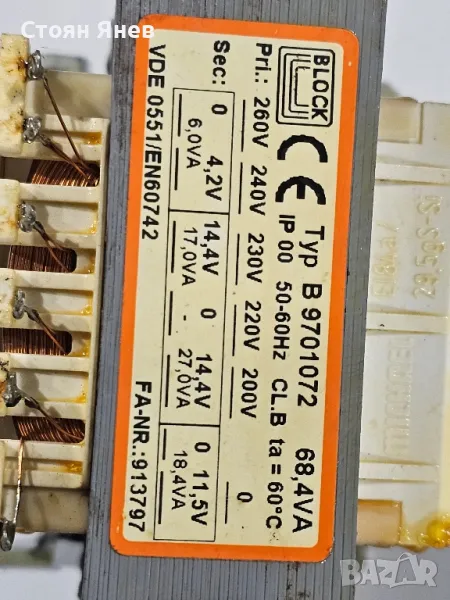 Стоян Янев
BLOCK
CE Typ B 9701072 68,4VA
IP 00 50-60Hz CL.B ta = 60°C
Pri.: 260V 240V 230V 220V 200V 0
Sec: 0 4,2V 14,4V 0 14,4V 0 11,5V
6,0VA 17,0VA - 27,0VA 18,4VA
VDE 0551/EN60742 FA-NR.:913797
BAZAR